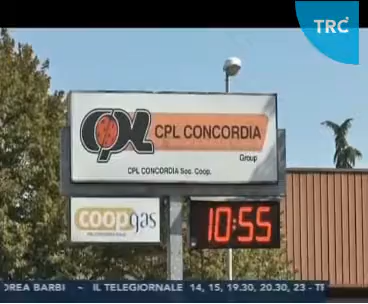 TRC
CPL CPL CONCORDIA
Group
CPL CONCORDIA Soc. Coop.
coopgas
10:55
DREA BARBI ~ IL TELEGIORNALE 14, 15, 19.30, 20.30, 23 - TF